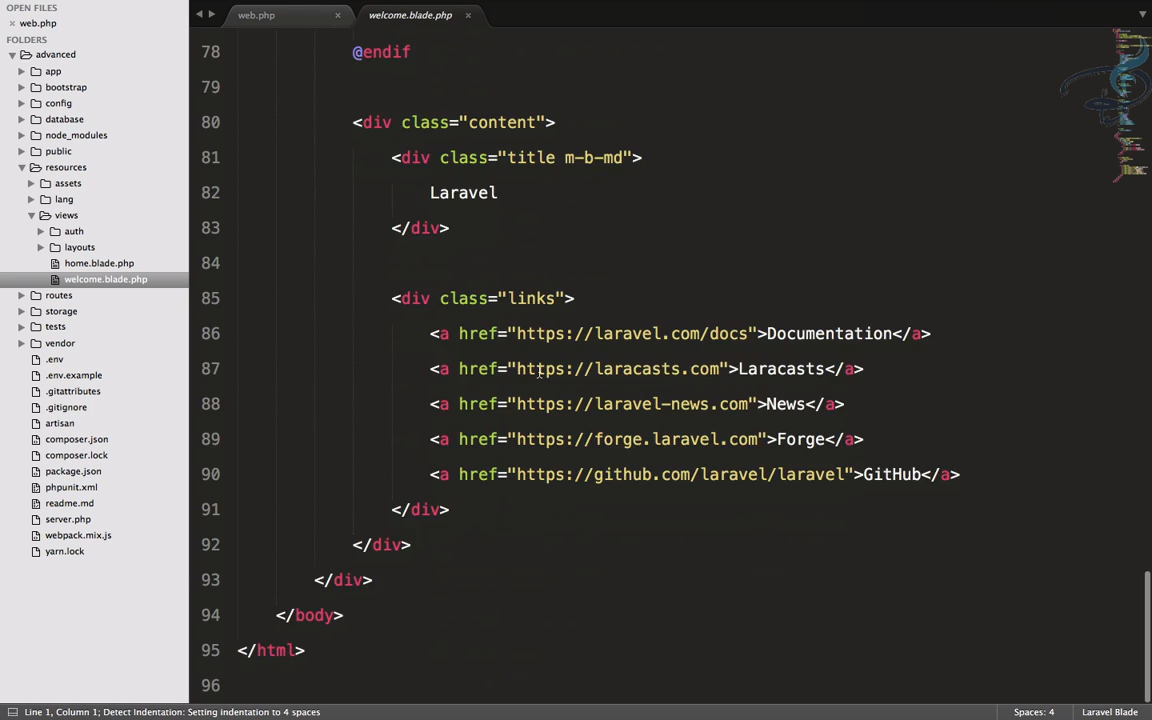 OPEN FILES
× web.php
FOLDERS
advanced
app
bootstrap
config
database
node_modules
public
resources
assets
lang
views
auth
layouts
home.blade.php
welcome.blade.php
routes
storage
tests
vendor
.env
.env.example
.gitattributes
.gitignore
artisan
composer.json
composer.lock
package.json
phpunit.xml
readme.md
server.php
webpack.mix.js
yarn.lock
web.php × welcome.blade.php ×
78 @endif
79
80 <div class="content">
81 <div class="title m-b-md">
82 Laravel
83 </div>
84
85 <div class="links">
86 <a href="https://laravel.com/docs">Documentation</a>
87 <a href="https://laracasts.com">Laracasts</a>
88 <a href="https://laravel-news.com">News</a>
89 <a href="https://forge.laravel.com">Forge</a>
90 <a href="https://github.com/laravel/laravel">GitHub</a>
91 </div>
92 </div>
93 </div>
94 </body>
95 </html>
96
Line 1, Column 1; Detect Indentation: Setting indentation to 4 spaces Spaces: 4 Laravel Blade